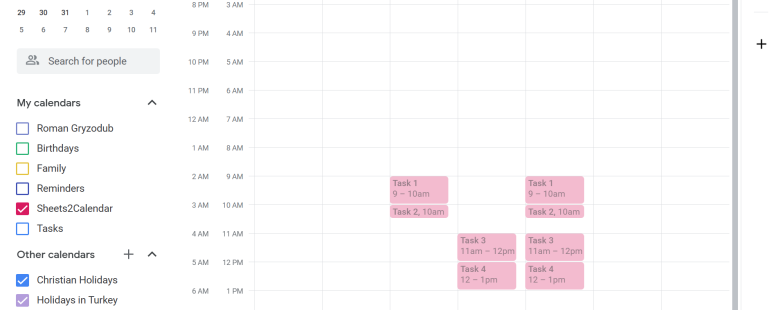 29 30 31 1 2 3 4
5 6 7 8 9 10 11
Search for people
My calendars
Roman Gryzodub
Birthdays
Family
Reminders
Sheets2Calendar
Tasks
Other calendars
Christian Holidays
Holidays in Turkey
8 PM 3 AM
9 PM 4 AM
10 PM 5 AM
11 PM 6 AM
12 AM 7 AM
1 AM 8 AM
2 AM 9 AM
3 AM 10 AM
4 AM 11 AM
5 AM 12 PM
6 AM 1 PM
Task 1
9 – 10am
Task 2, 10am
Task 3
11am – 12pm
Task 4
12 – 1pm
Task 1
9 – 10am
Task 2, 10am
Task 3
11am – 12pm
Task 4
12 – 1pm